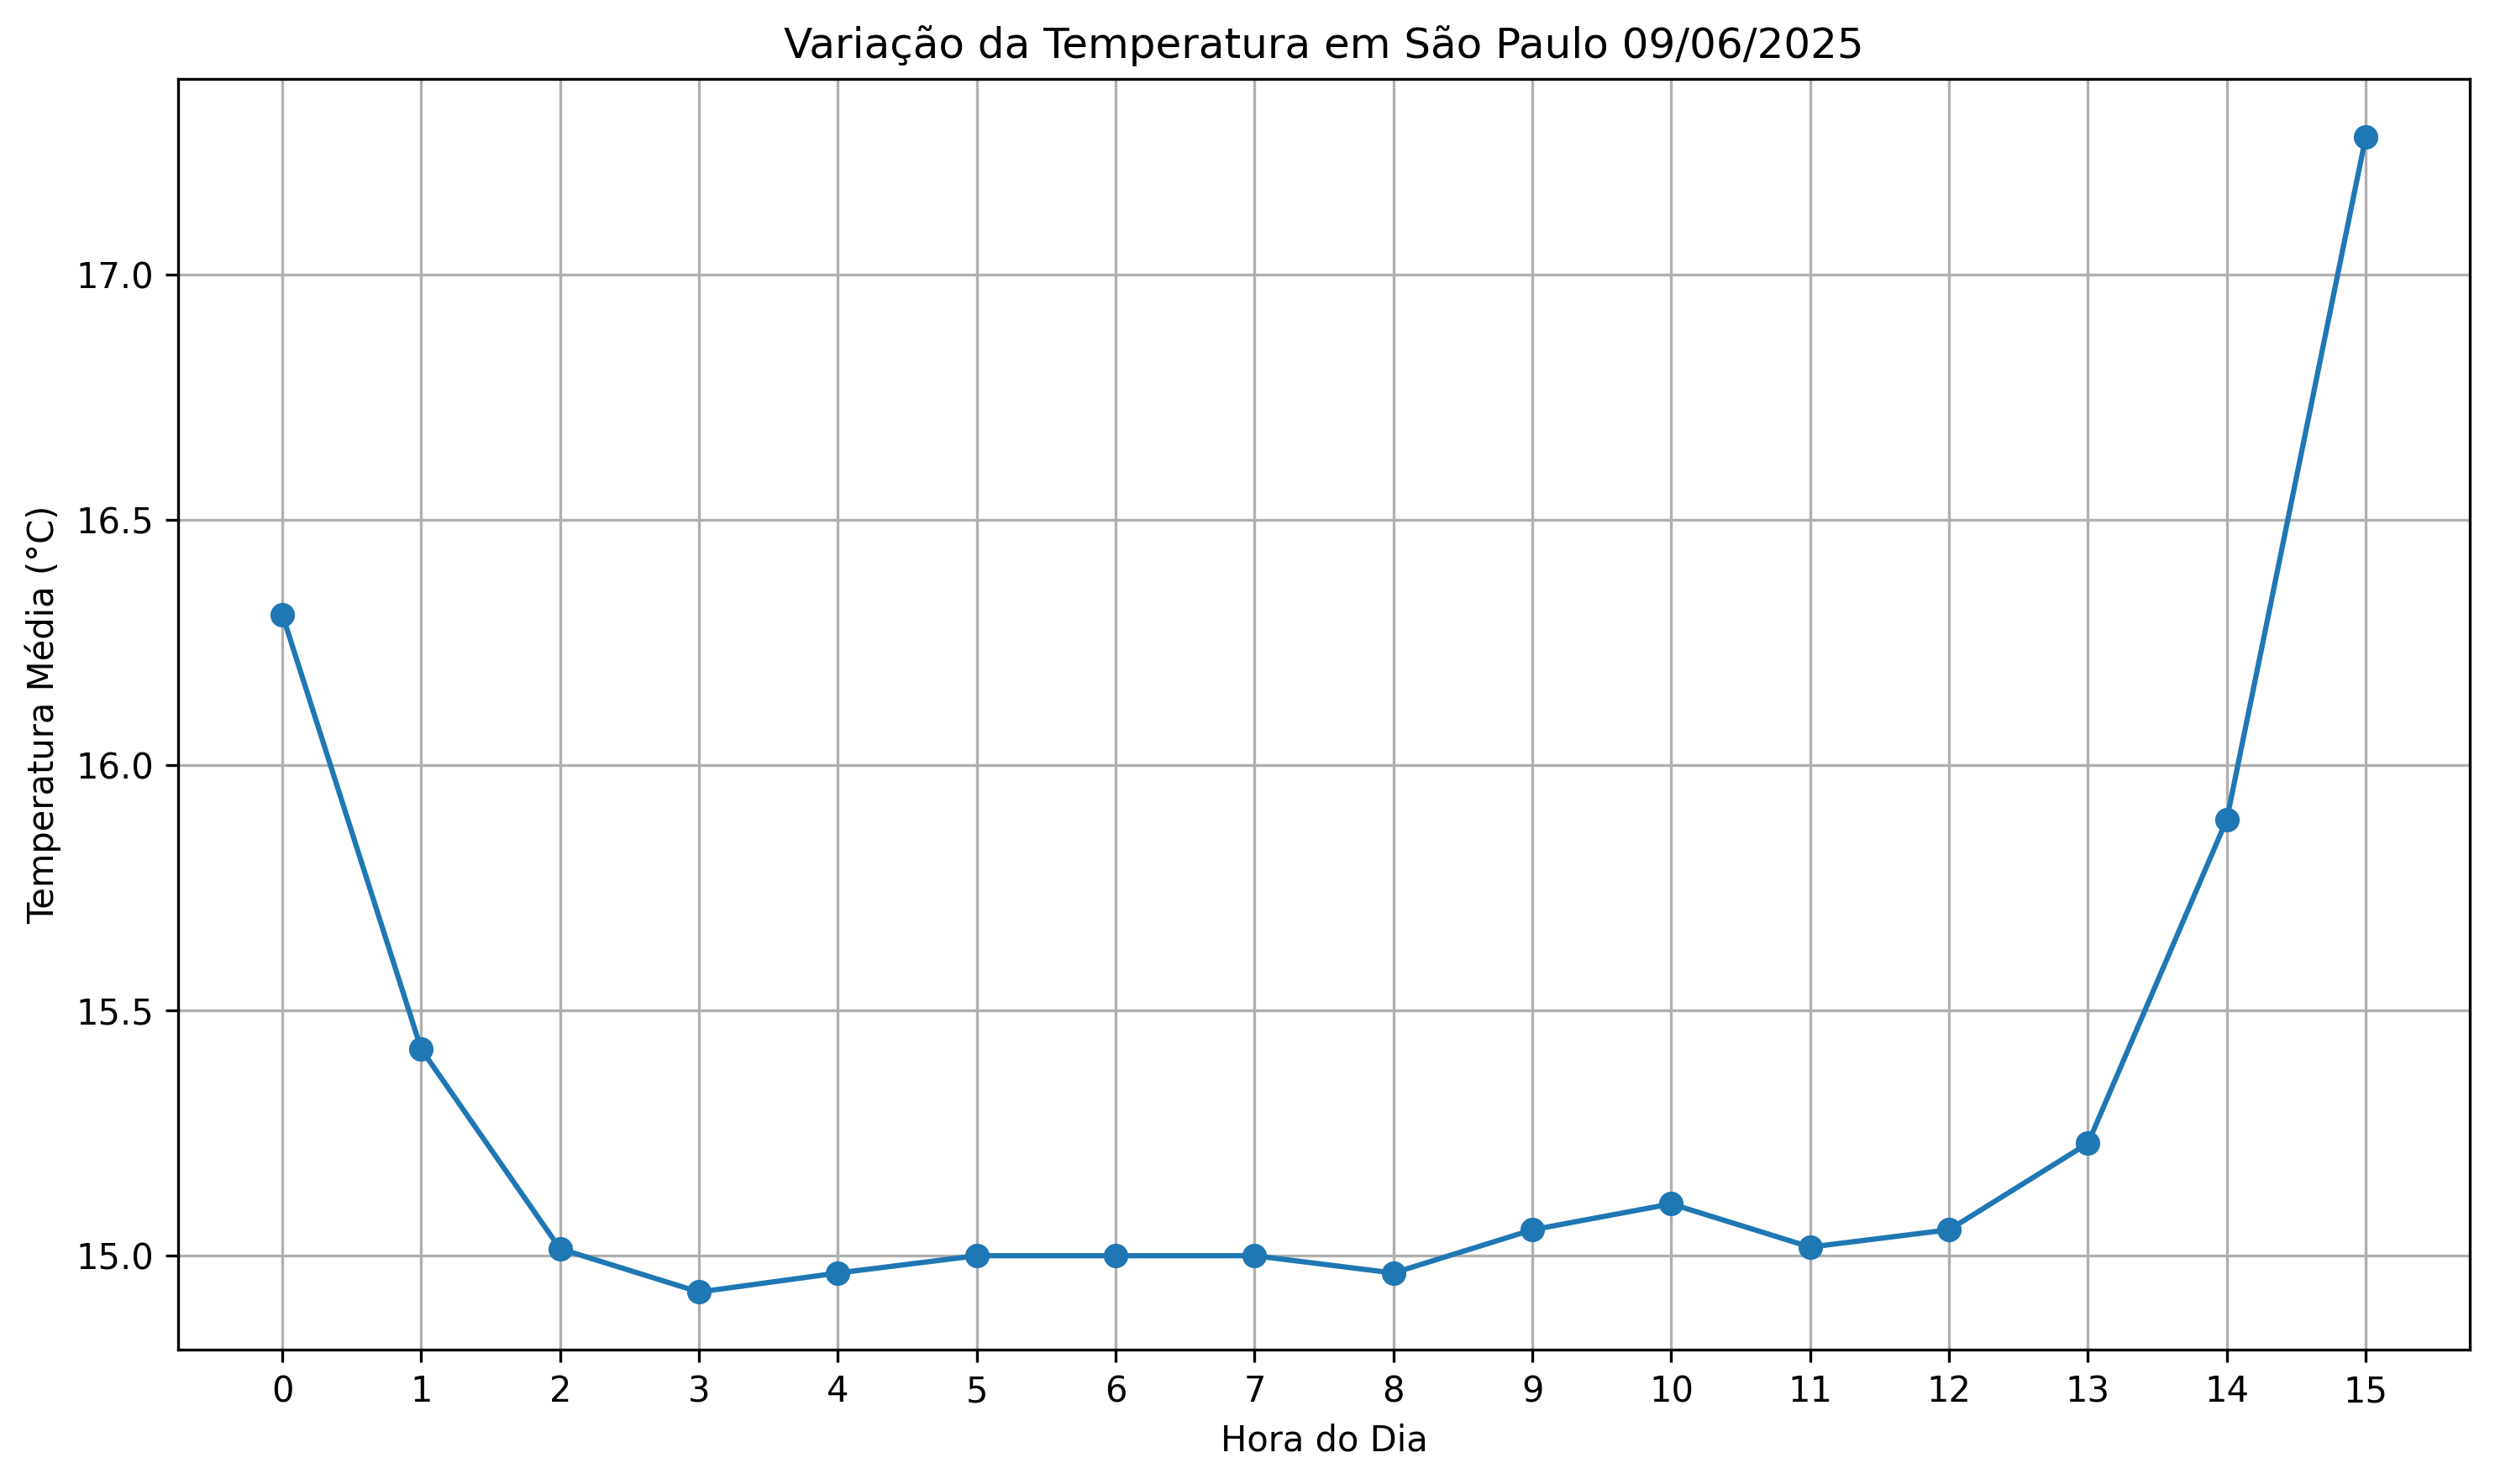 Variação da Temperatura em São Paulo 09/06/2025
Temperatura Média (°C)
17.0
16.5
16.0
15.5
15.0
0 1 2 3 4 5 6 7 8 9 10 11 12 13 14 15
Hora do Dia